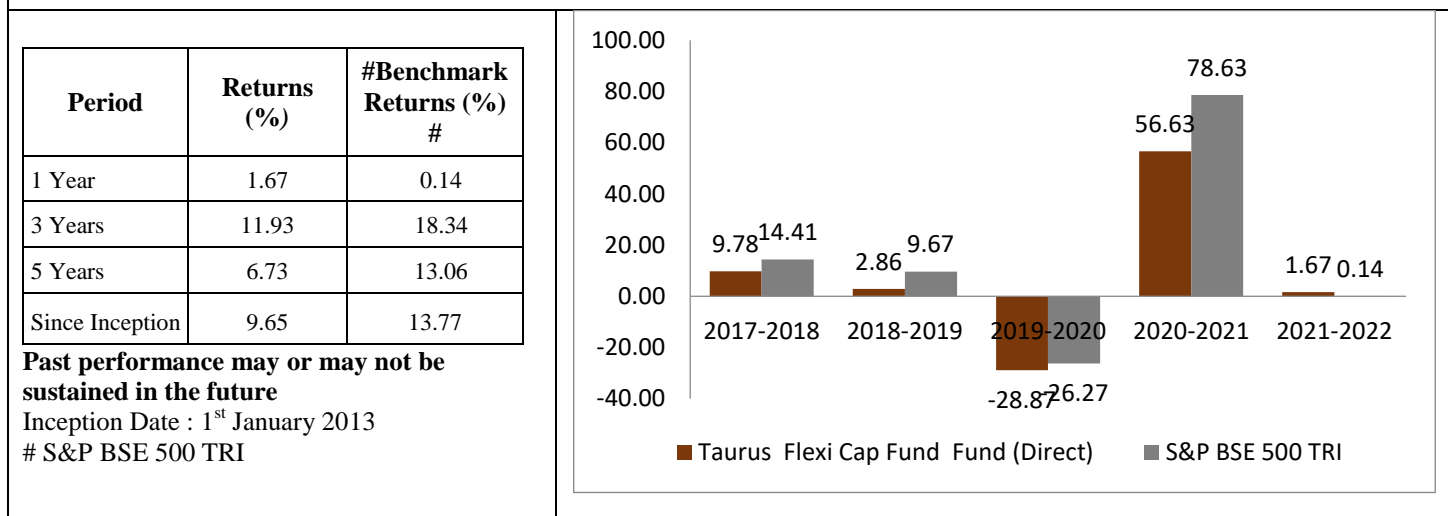 Period Returns (%) #Benchmark Returns (%) #
1 Year 1.67 0.14
3 Years 11.93 18.34
5 Years 6.73 13.06
Since Inception 9.65 13.77
Past performance may or may not be
sustained in the future
Inception Date : 1st January 2013
# S&P BSE 500 TRI
100.00
80.00
60.00
40.00
20.00
0.00
-20.00
-40.00
9.78 14.41
2.86 9.67
-28.87 -26.27
56.63 78.63
1.67 0.14
2017-2018 2018-2019 2019-2020 2020-2021 2021-2022
Taurus Flexi Cap Fund Fund (Direct) S&P BSE 500 TRI